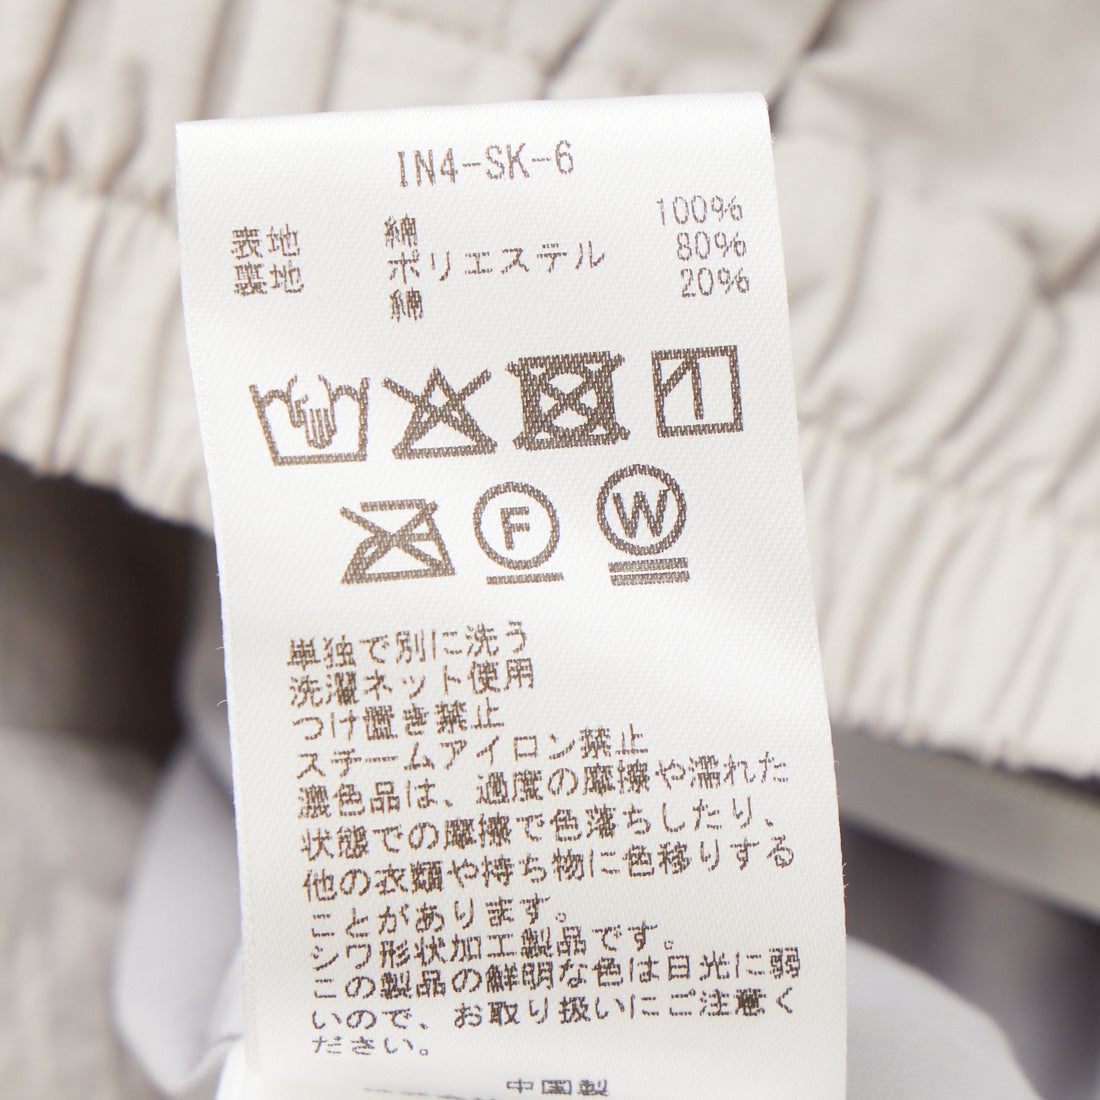 IN4-SK-6
表地 綿 100%
裏地 ポリエステル 80%
綿 20%
F W
単独で別に洗う
洗濯ネット使用
つけ置き禁止
スチームアイロン禁止
濃色品は、過度の摩擦や濡れた
状態での摩擦で色落ちしたり、
他の衣類や持ち物に色移りする
ことがあります。
シワ形状加工製品です。
この製品の鮮明な色は日光に弱
いので、お取り扱いにご注意く
ださい。
中国製